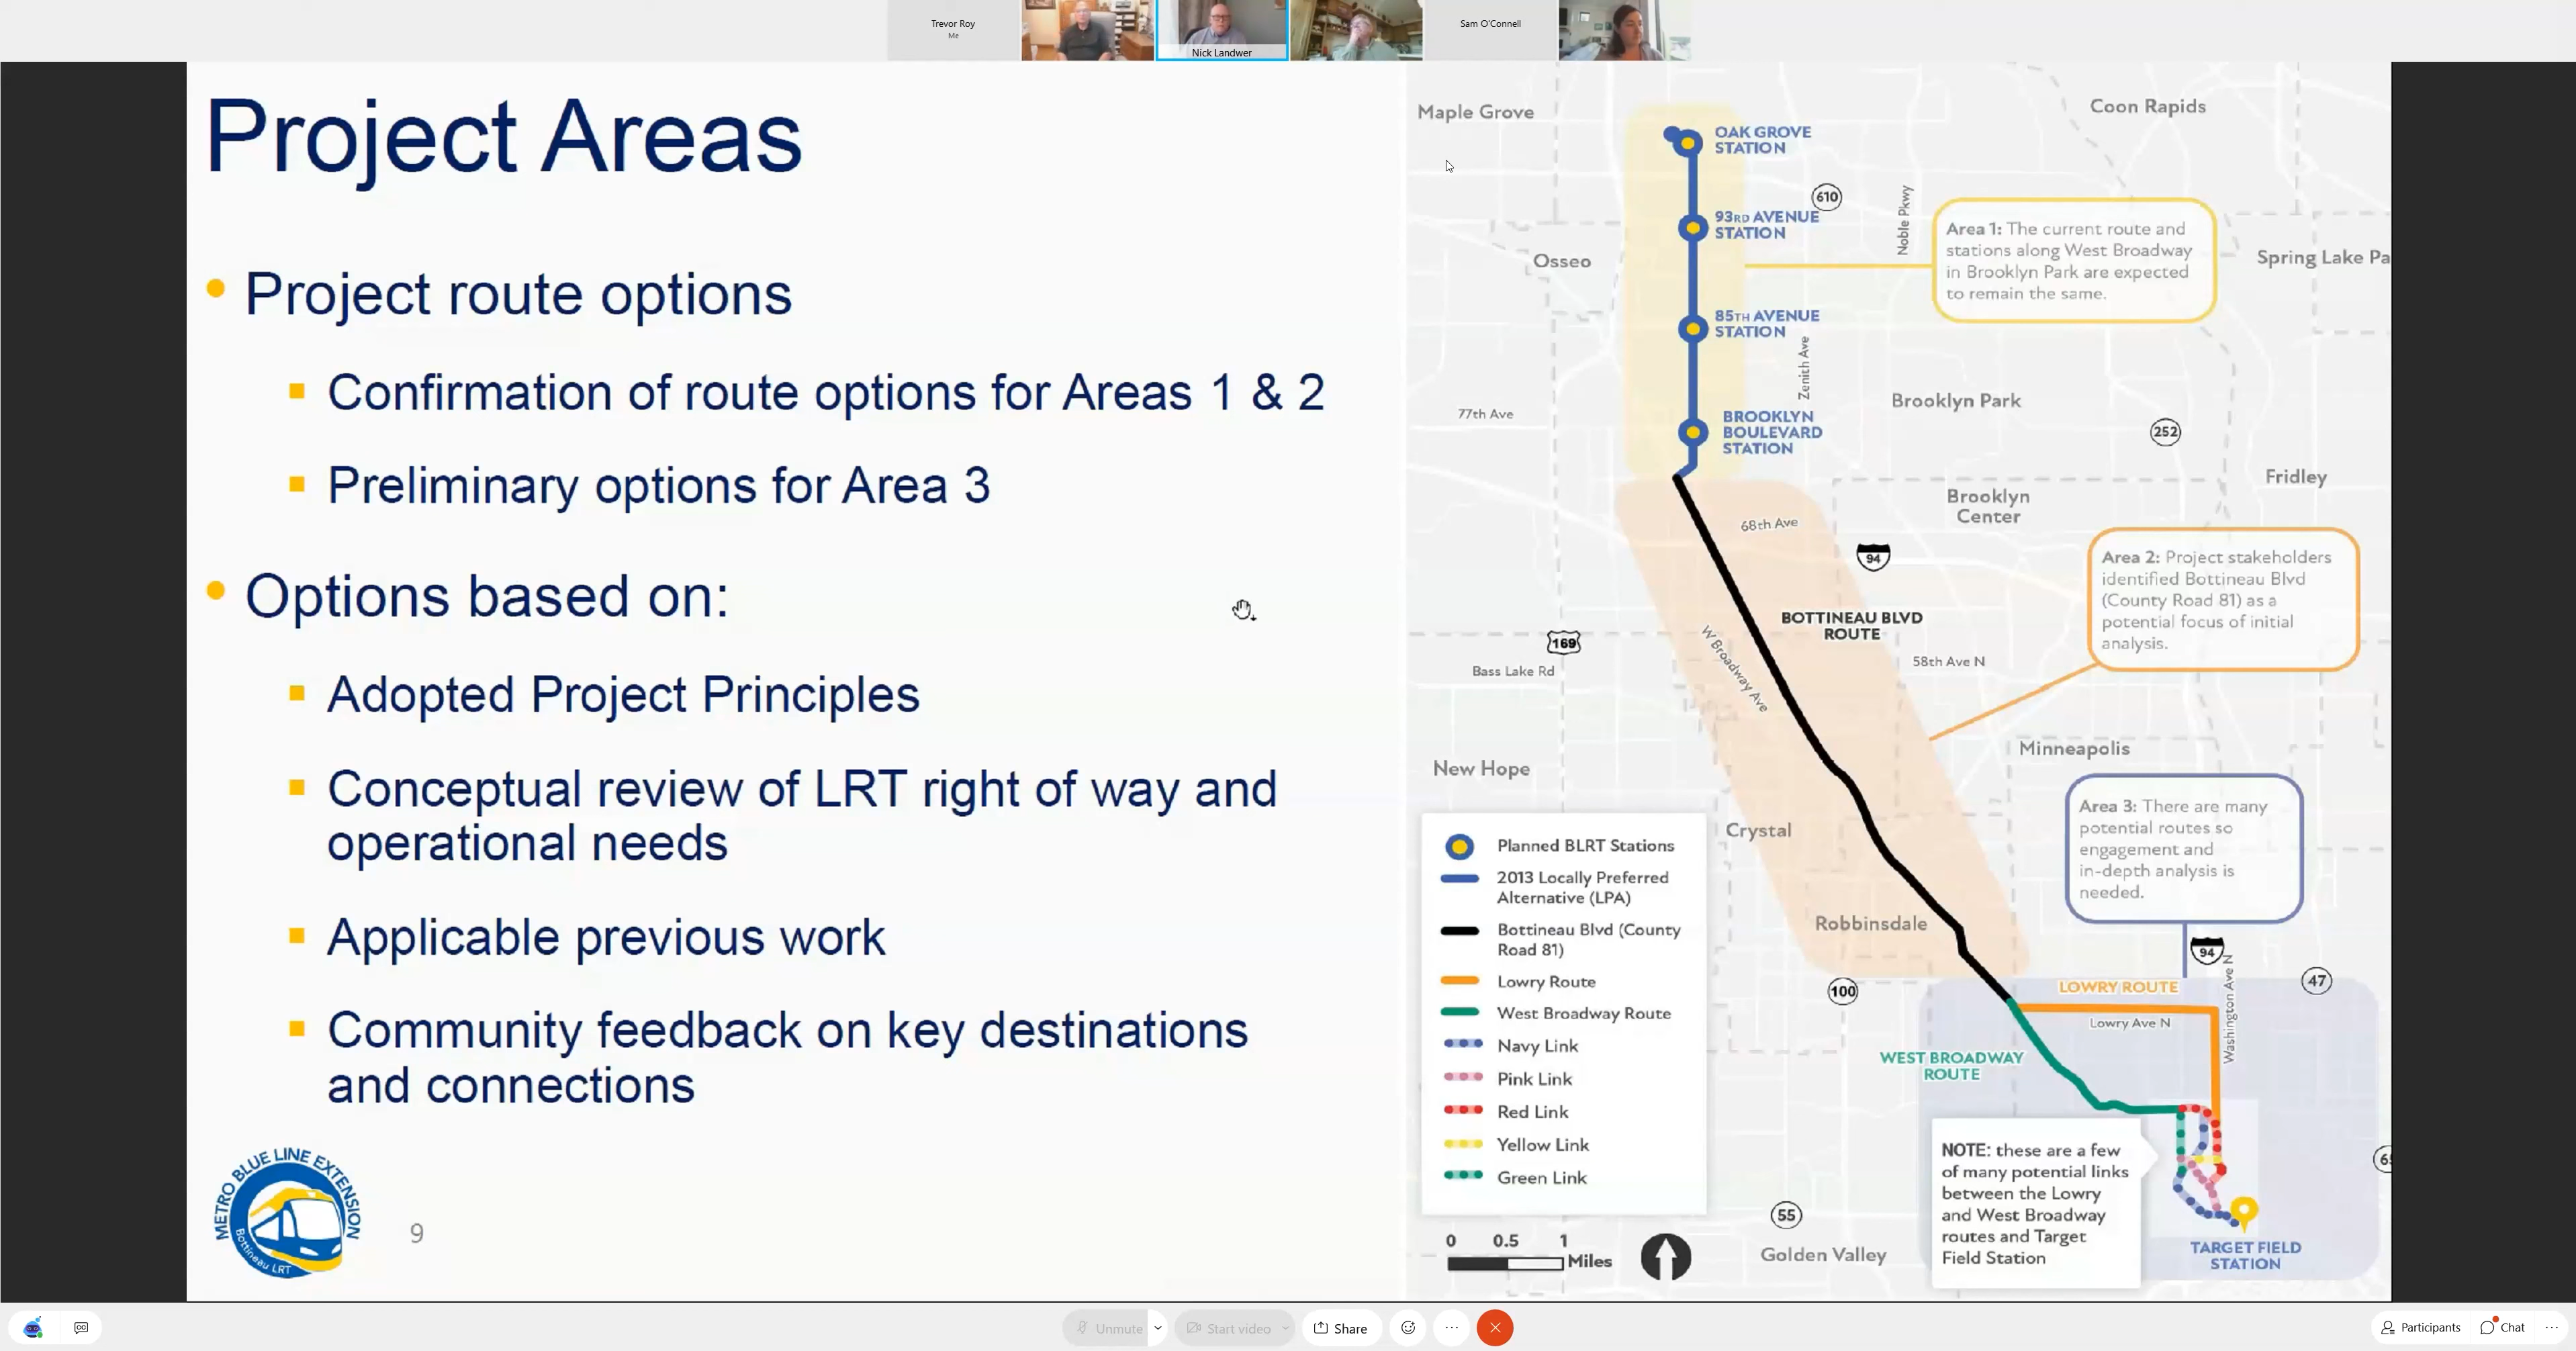 Trevor Roy
Me
Nick Landwer
Sam O'Connell
Project Areas
Project route options
Confirmation of route options for Areas 1 & 2
Preliminary options for Area 3
Options based on:
Adopted Project Principles
Conceptual review of LRT right of way and
operational needs
Applicable previous work
Community feedback on key destinations
and connections
METRO BLUE LINE EXTENSION
Bottineau LRT
9
Maple Grove
Coon Rapids
OAK GROVE
STATION
610
Noble Pkwy
93RD AVENUE
STATION
Area 1: The current route and
stations along West Broadway
in Brooklyn Park are expected
to remain the same.
Osseo
Spring Lake Pa
85TH AVENUE
STATION
Zenith Ave
77th Ave
Brooklyn Park
BROOKLYN
BOULEVARD
STATION
252
Fridley
Brooklyn
Center
68th Ave
94
Area 2: Project stakeholders
identified Bottineau Blvd
(County Road 81) as a
potential focus of initial
analysis.
BOTTINEAU BLVD
ROUTE
169
W Broadway Ave
58th Ave N
Bass Lake Rd
Minneapolis
New Hope
Area 3: There are many
potential routes so
engagement and
in-depth analysis is
needed.
Crystal
Robbinsdale
94
100
47
LOWRY ROUTE
Lowry Ave N
Washington Ave N
WEST BROADWAY
ROUTE
Planned BLRT Stations
2013 Locally Preferred
Alternative (LPA)
Bottineau Blvd (County
Road 81)
Lowry Route
West Broadway Route
Navy Link
Pink Link
Red Link
Yellow Link
Green Link
NOTE: these are a few
of many potential links
between the Lowry
and West Broadway
routes and Target
Field Station
55
Golden Valley
TARGET FIELD
STATION
0 0.5 1
Miles
Unmute
Start video
Share
Participants
Chat